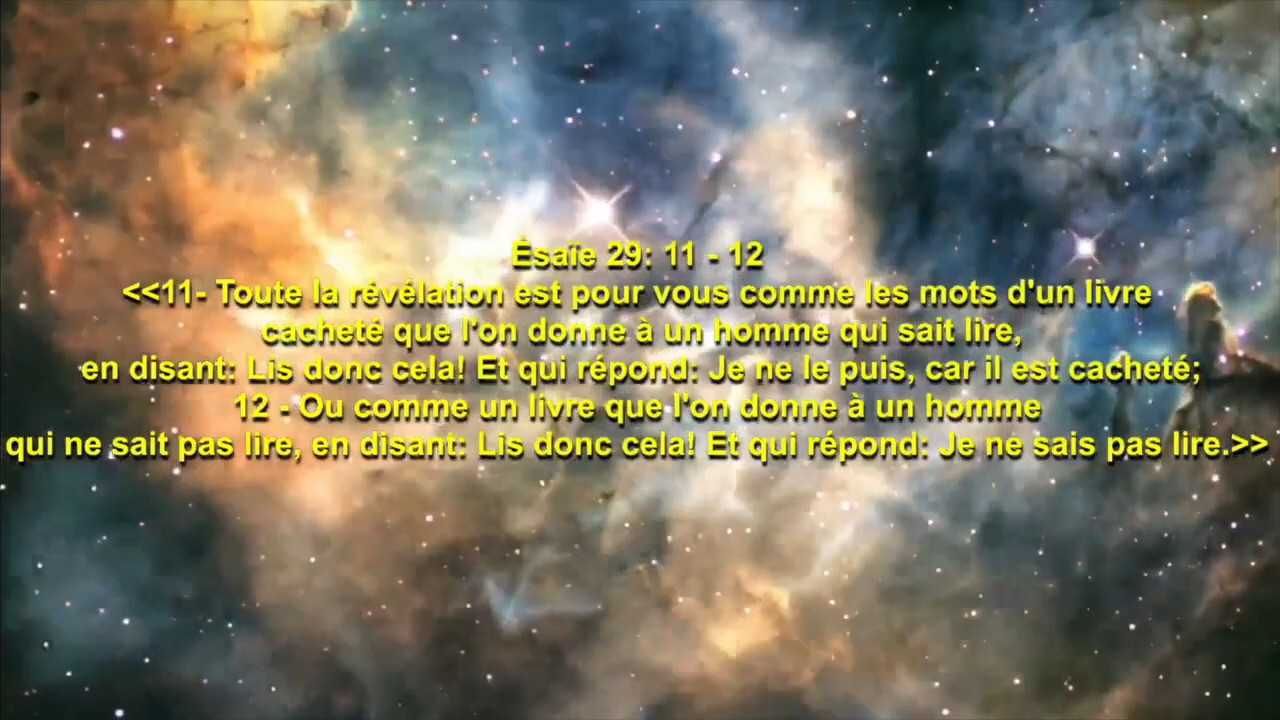 Ésaïe 29: 11 - 12
<<11- Toute la révélation est pour vous comme les mots d'un livre
cacheté que l'on donne à un homme qui sait lire,
en disant: Lis donc cela! Et qui répond: Je ne le puis, car il est cacheté;
12 - Ou comme un livre que l'on donne à un homme
qui ne sait pas lire, en disant: Lis donc cela! Et qui répond: Je ne sais pas lire.>>